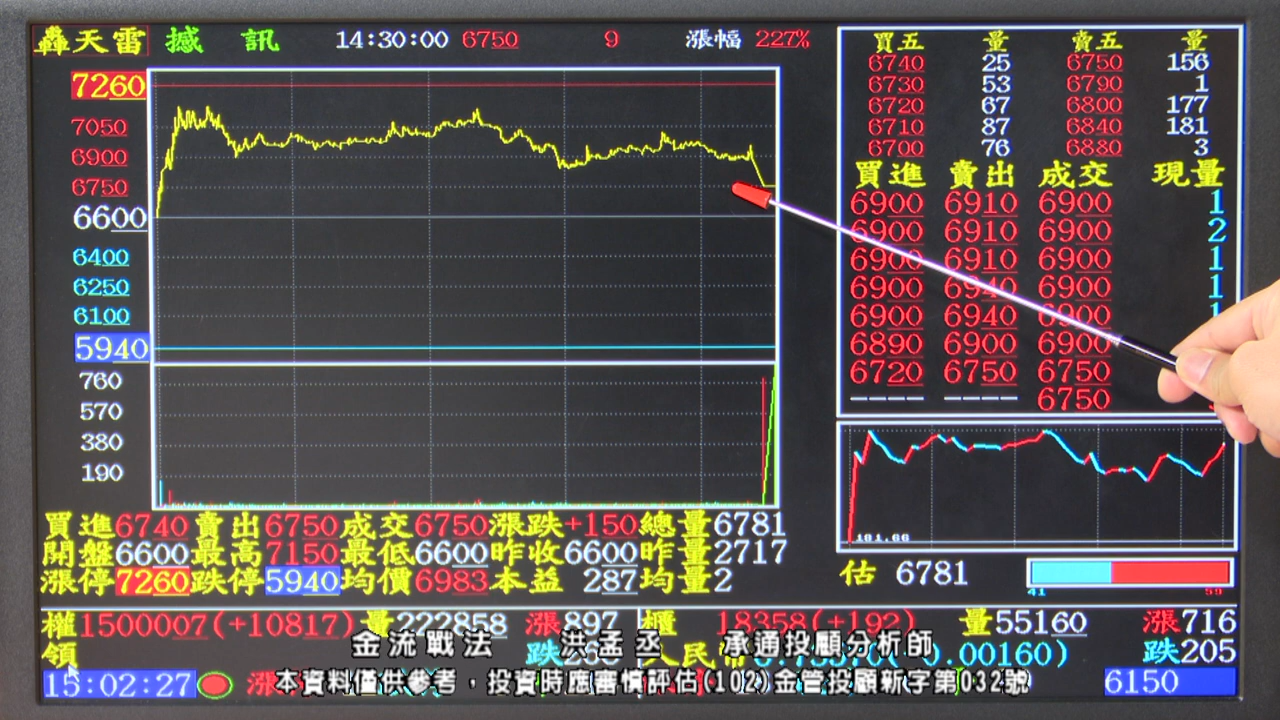 轟天雷 撼訊 14:30:00 6750 9 漲幅 227%
7260
7050
6900
6750
6600
6400
6250
6100
5940
760
570
380
190
買五 量 賣五 量
6740 25 6750 156
6730 53 6790 1
6720 67 6800 177
6710 87 6840 181
6700 76 6880 3
買進 賣出 成交 現量
6900 6910 6900 1
6900 6910 6900 2
6900 6910 6900 1
6900 6940 6900 1
6900 6940 6900 1
6890 6900 6900
6720 6750 6750
---- ---- 6750
181.66
買進6740賣出6750成交6750漲跌+150總量6781
開盤6600最高7150最低6600昨收6600昨量2717
漲停7260跌停5940均價6983本益 287均量2
估 6781
41 59
權1500007(+10817)量222858 漲897 櫃 18358(+192) 量55160 漲716
領 跌 人民幣 0.00160) 跌205
金流戰法 洪孟丞 承通投顧分析師
15:02:27 漲 6150
本資料僅供參考，投資時應審慎評估(102)金管投顧新字第032號